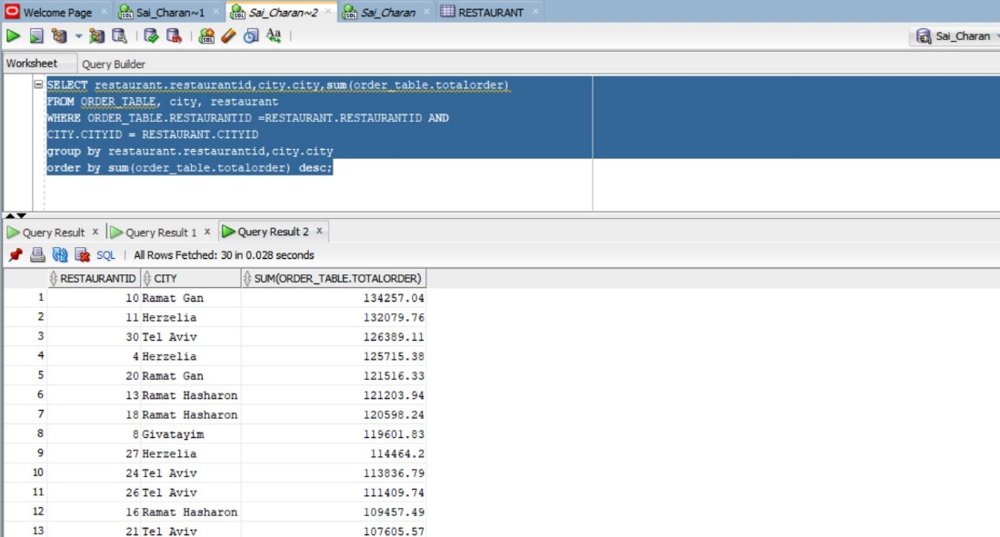 Welcome Page × Sai_Charan~1 × Sai_Charan~2 × Sai_Charan × RESTAURANT ×
Sai_Charan
Worksheet Query Builder
SELECT restaurant.restaurantid,city.city,sum(order_table.totalorder)
FROM ORDER_TABLE, city, restaurant
WHERE ORDER_TABLE.RESTAURANTID =RESTAURANT.RESTAURANTID AND
CITY.CITYID = RESTAURANT.CITYID
group by restaurant.restaurantid,city.city
order by sum(order_table.totalorder) desc;
Query Result × Query Result 1 × Query Result 2 ×
SQL | All Rows Fetched: 30 in 0.028 seconds
RESTAURANTID CITY SUM(ORDER_TABLE.TOTALORDER)
1 10 Ramat Gan 134257.04
2 11 Herzelia 132079.76
3 30 Tel Aviv 126389.11
4 4 Herzelia 125715.38
5 20 Ramat Gan 121516.33
6 13 Ramat Hasharon 121203.94
7 18 Ramat Hasharon 120598.24
8 8 Givatayim 119601.83
9 27 Herzelia 114464.2
10 24 Tel Aviv 113836.79
11 26 Tel Aviv 111409.74
12 16 Ramat Hasharon 109457.49
13 21 Tel Aviv 107605.57